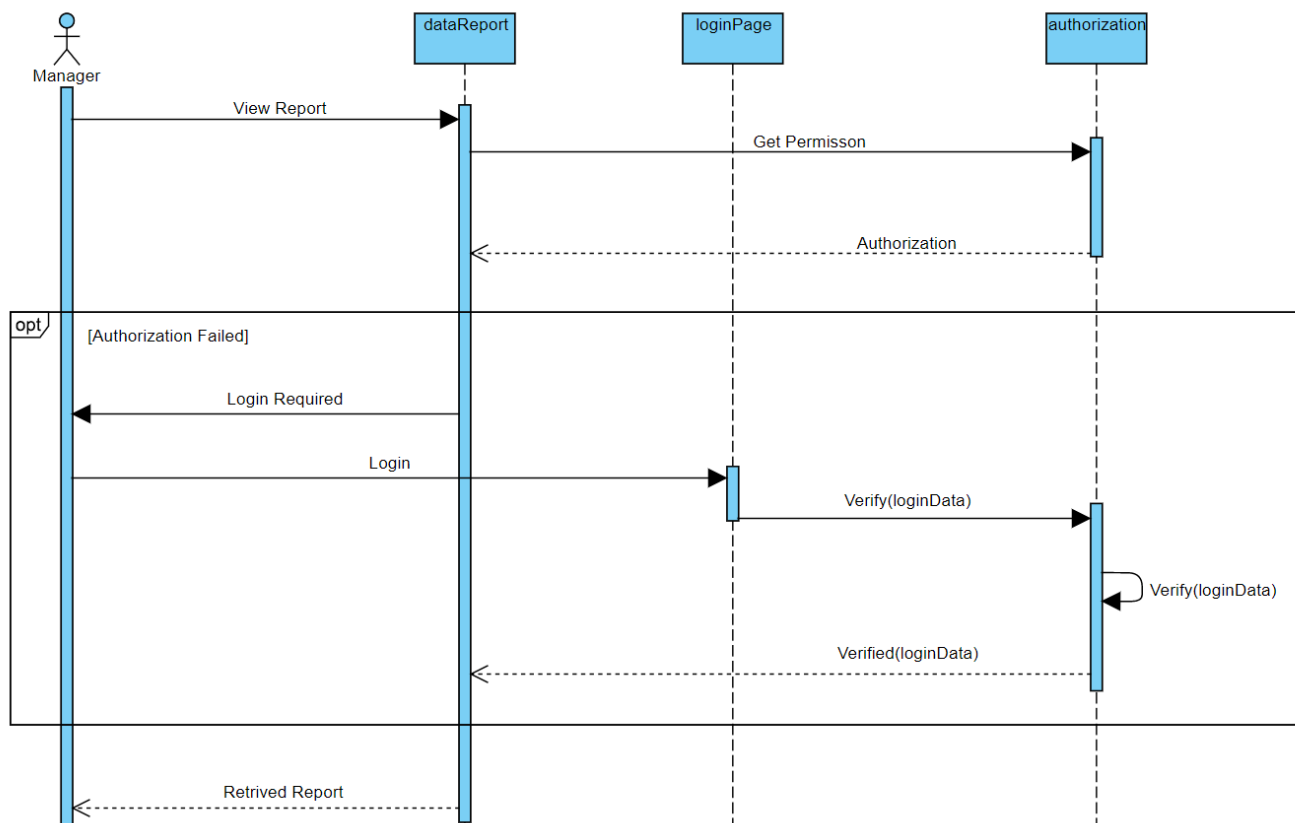 dataReport
loginPage
authorization
Manager
View Report
Get Permisson
Authorization
opt
[Authorization Failed]
Login Required
Login
Verify(loginData)
Verify(loginData)
Verified(loginData)
Retrived Report